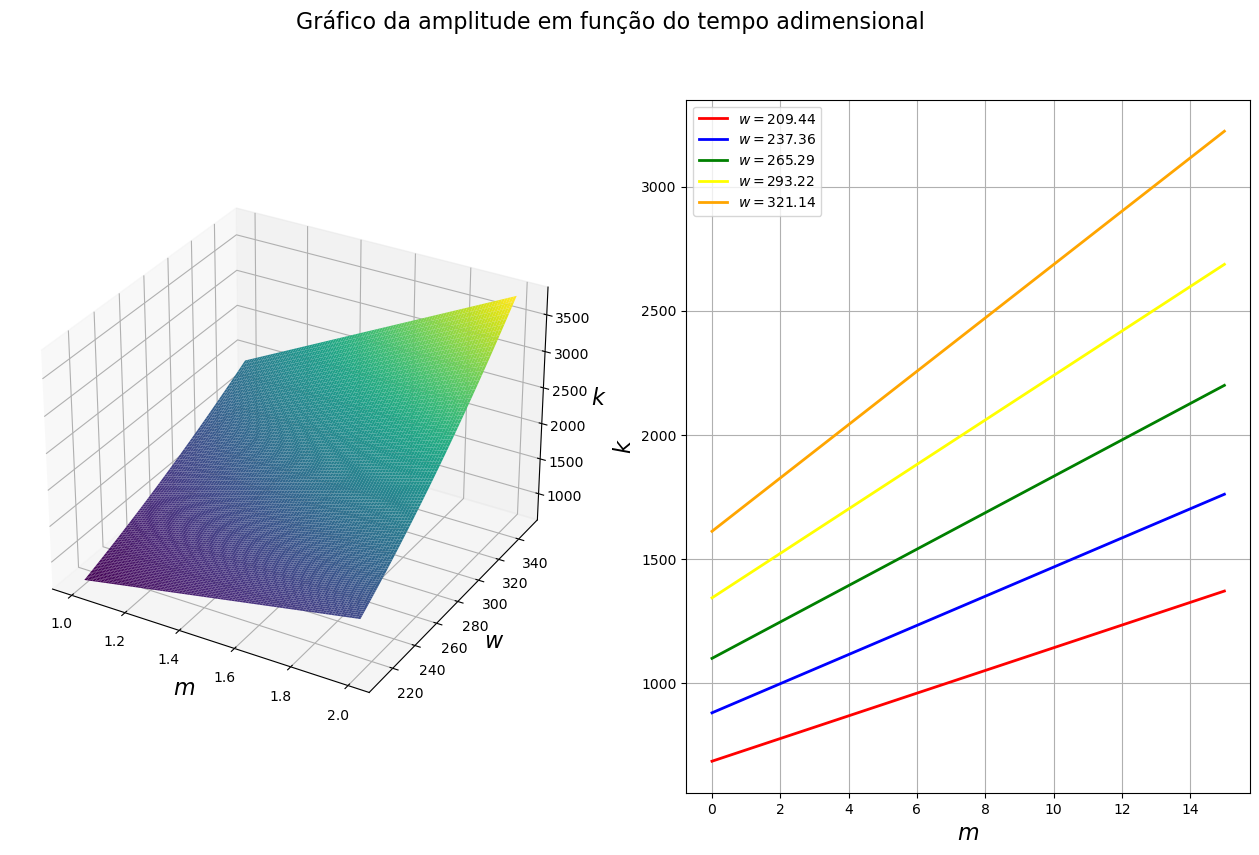 Gráfico da amplitude em função do tempo adimensional
3500
3000
2500
2000
1500
1000
k
340
320
300
280
260
240
220
w
1.0
1.2
1.4
1.6
1.8
2.0
m
w = 209.44
w = 237.36
w = 265.29
w = 293.22
w = 321.14
3000
2500
2000
1500
1000
k
0 2 4 6 8 10 12 14
m